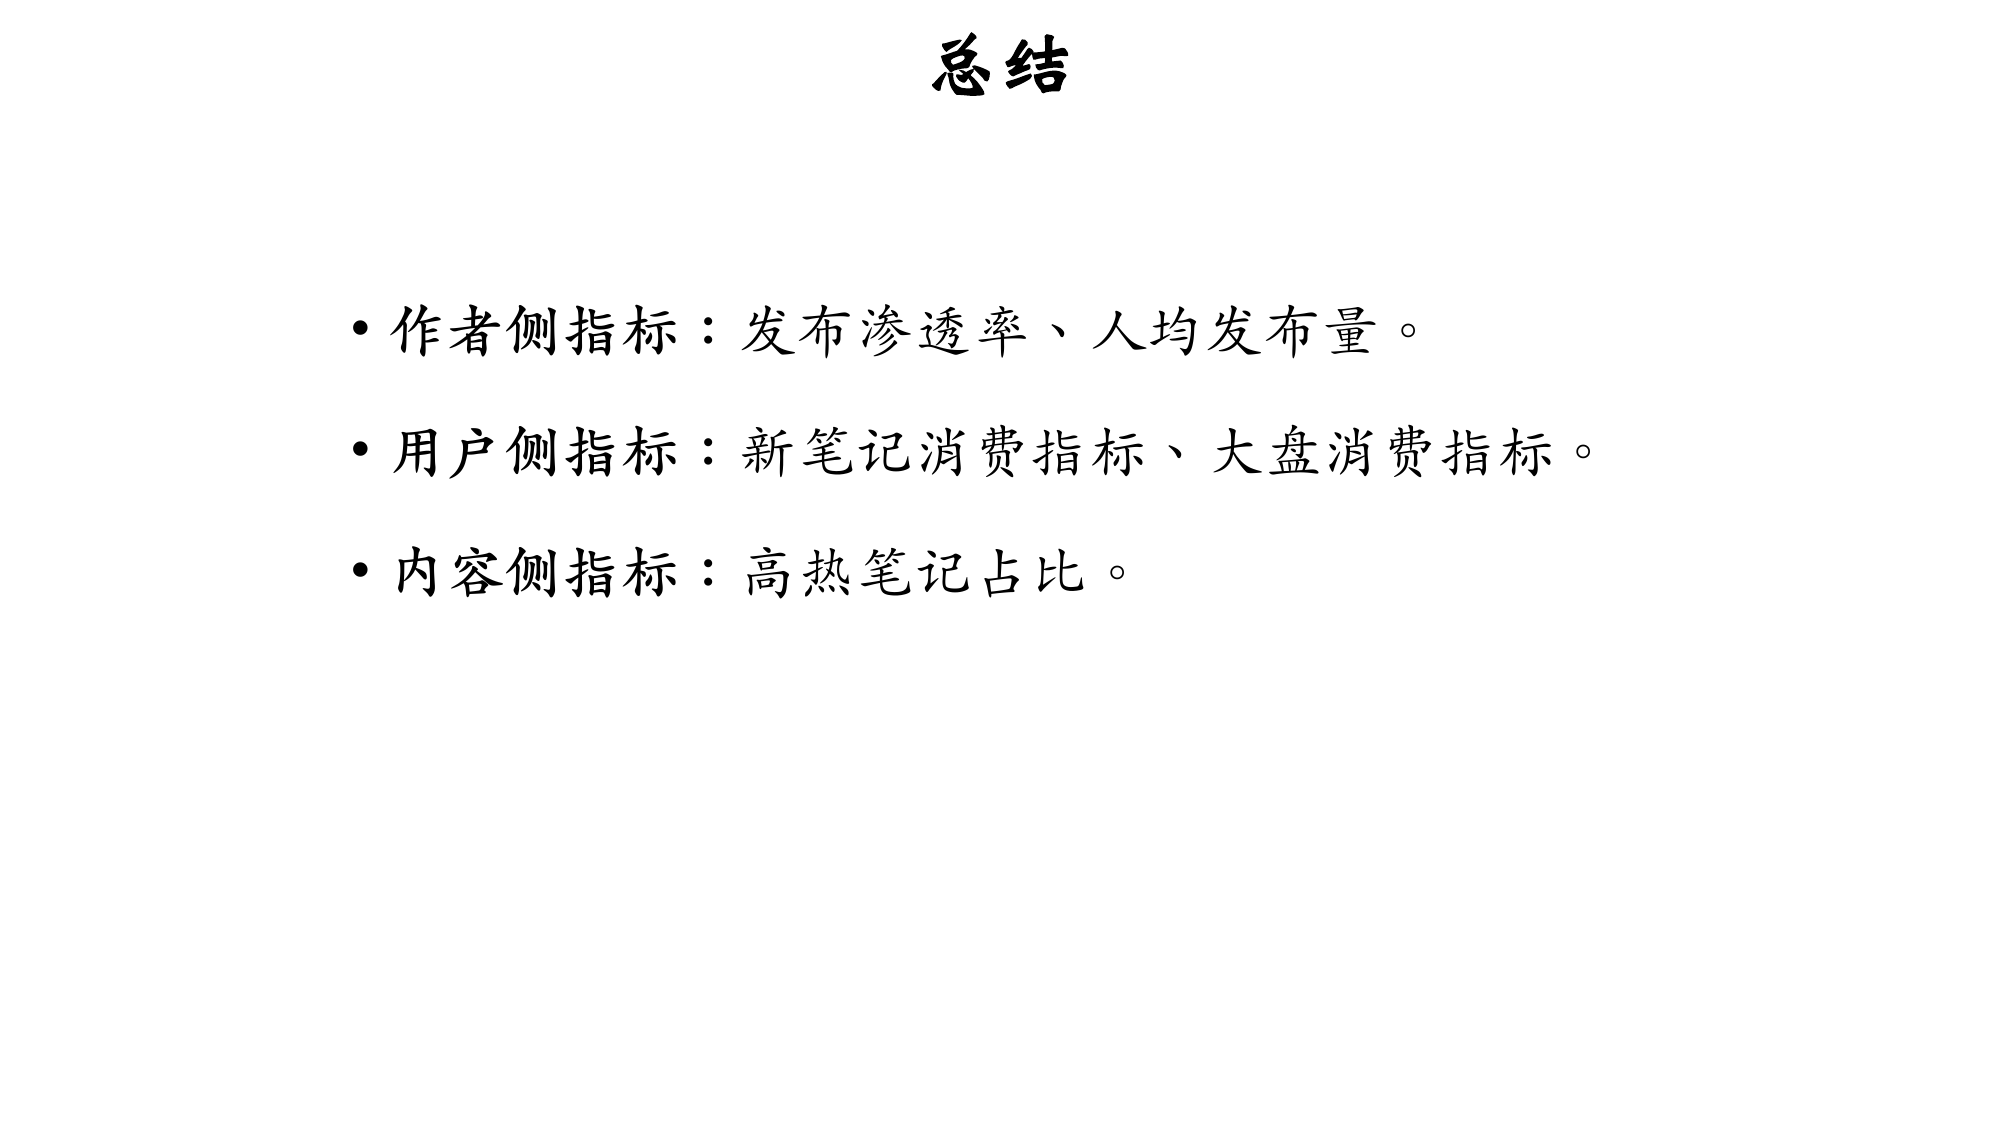 总结
• 作者侧指标：发布渗透率、人均发布量。
• 用户侧指标：新笔记消费指标、大盘消费指标。
• 内容侧指标：高热笔记占比。